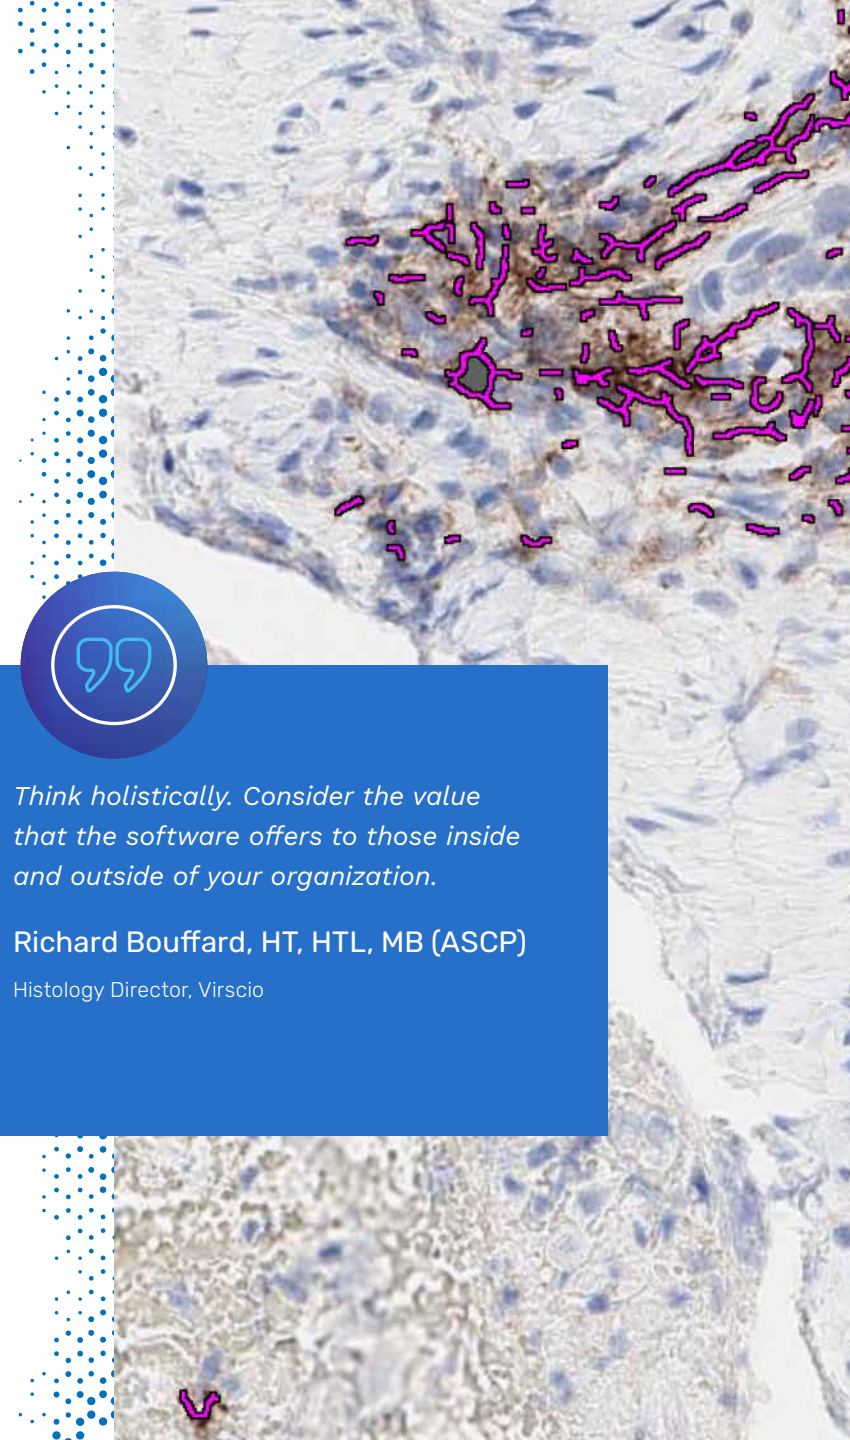 Think holistically. Consider the value
that the software offers to those inside
and outside of your organization.
Richard Bouffard, HT, HTL, MB (ASCP)
Histology Director, Virscio